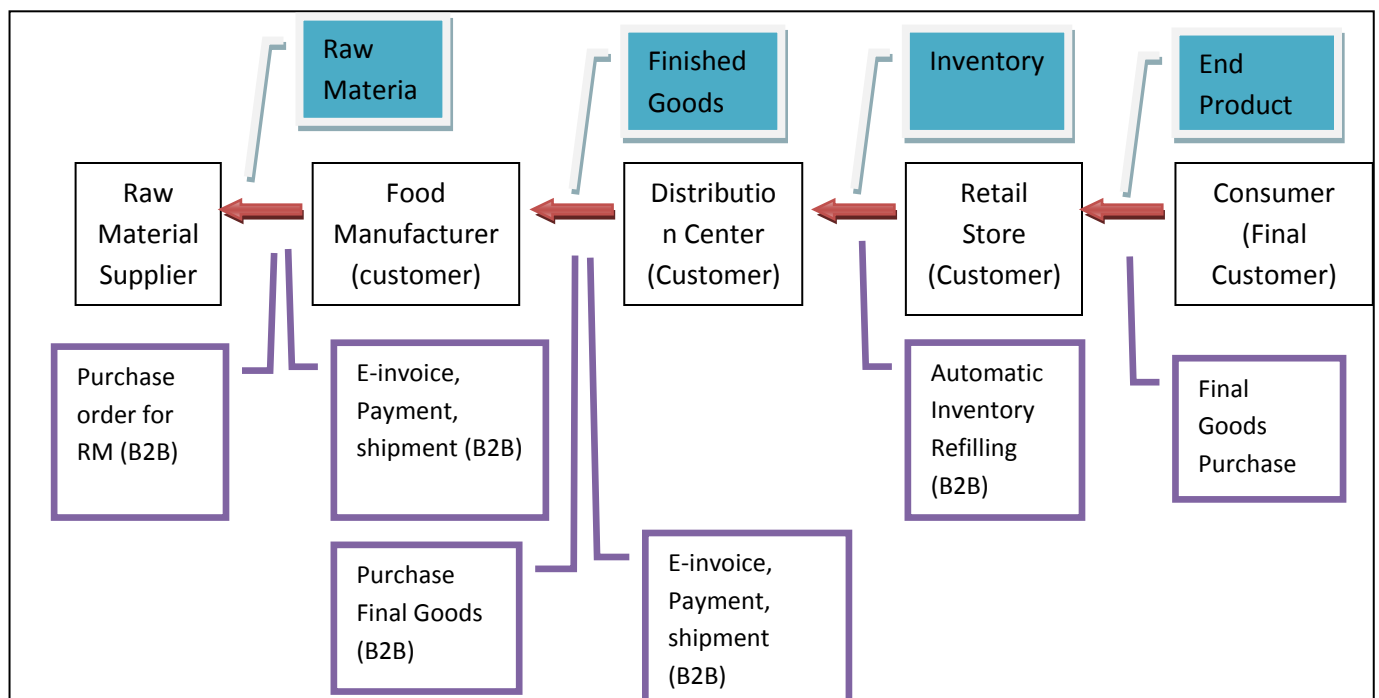 Raw
Materia
Finished
Goods
Inventory
End
Product
Raw
Material
Supplier
Food
Manufacturer
(customer)
Distributio
n Center
(Customer)
Retail
Store
(Customer)
Consumer
(Final
Customer)
Purchase
order for
RM (B2B)
E-invoice,
Payment,
shipment (B2B)
Automatic
Inventory
Refilling
(B2B)
Final
Goods
Purchase
Purchase
Final Goods
(B2B)
E-invoice,
Payment,
shipment
(B2B)